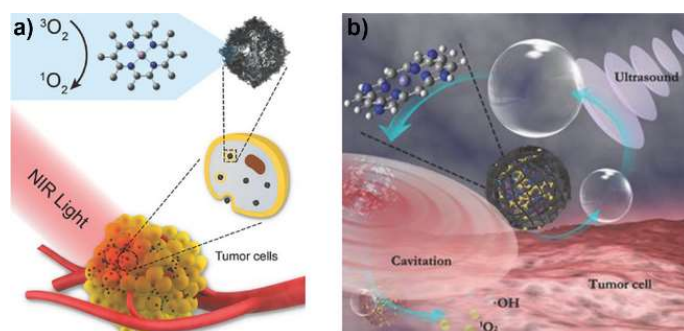 a)
³O₂
¹O₂
NIR Light
Tumor cells
b)
Ultrasound
Cavitation
Tumor cell
·OH
¹O₂